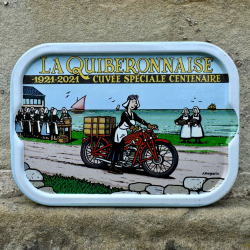 LA QUIBERONNAISE
-1921-2021- CUVÉE SPÉCIALE CENTENAIRE